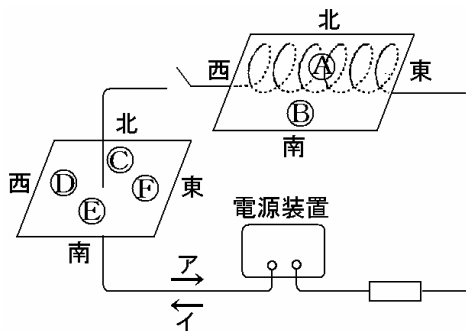 北
西
Ⓐ
東
Ⓑ
南
北
Ⓒ
西
Ⓓ
Ⓕ
東
Ⓔ
南
電源装置
ア
イ